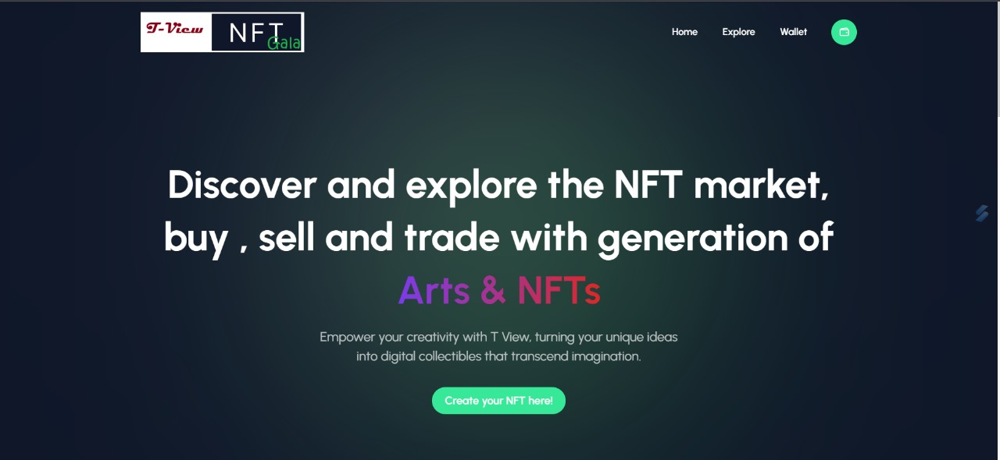 T-View
NFT
Gala
Home Explore Wallet
Discover and explore the NFT market,
buy , sell and trade with generation of
Arts & NFTs
Empower your creativity with T View, turning your unique ideas
into digital collectibles that transcend imagination.
Create your NFT here!